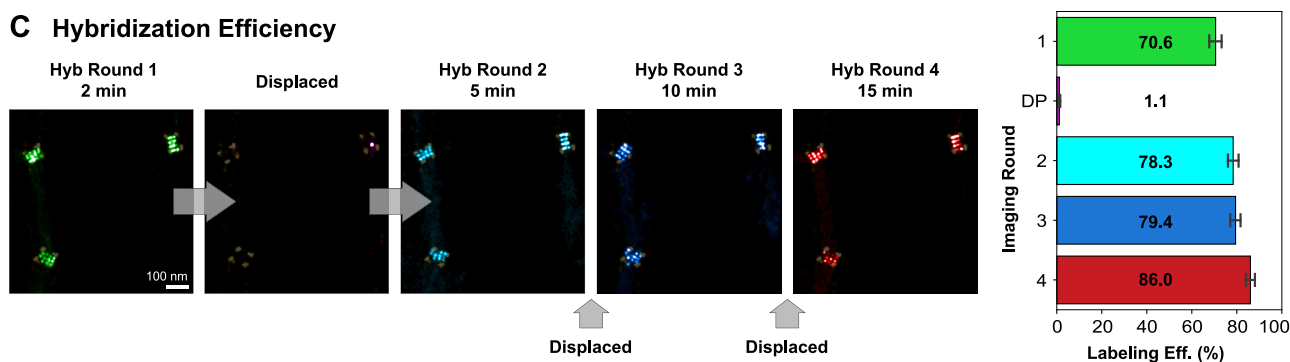 C Hybridization Efficiency
Hyb Round 1
2 min
Displaced
Hyb Round 2
5 min
Hyb Round 3
10 min
Hyb Round 4
15 min
100 nm
Displaced
Displaced
Imaging Round
1
70.6
DP
1.1
2
78.3
3
79.4
4
86.0
0 20 40 60 80 100
Labeling Eff. (%)